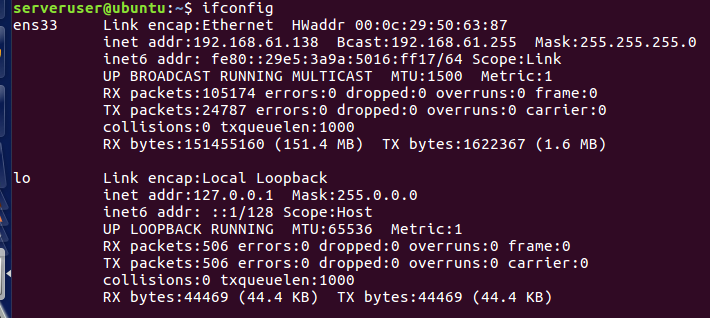 serveruser@ubuntu:~$ ifconfig
ens33     Link encap:Ethernet  HWaddr 00:0c:29:50:63:87
          inet addr:192.168.61.138  Bcast:192.168.61.255  Mask:255.255.255.0
          inet6 addr: fe80::29e5:3a9a:5016:ff17/64 Scope:Link
          UP BROADCAST RUNNING MULTICAST  MTU:1500  Metric:1
          RX packets:105174 errors:0 dropped:0 overruns:0 frame:0
          TX packets:24787 errors:0 dropped:0 overruns:0 carrier:0
          collisions:0 txqueuelen:1000
          RX bytes:151455160 (151.4 MB)  TX bytes:1622367 (1.6 MB)

lo        Link encap:Local Loopback
          inet addr:127.0.0.1  Mask:255.0.0.0
          inet6 addr: ::1/128 Scope:Host
          UP LOOPBACK RUNNING  MTU:65536  Metric:1
          RX packets:506 errors:0 dropped:0 overruns:0 frame:0
          TX packets:506 errors:0 dropped:0 overruns:0 carrier:0
          collisions:0 txqueuelen:1000
          RX bytes:44469 (44.4 KB)  TX bytes:44469 (44.4 KB)